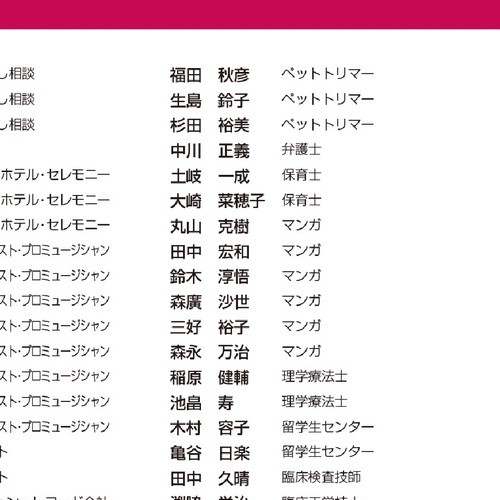 し相談 福田 秋彦 ペットトリマー
し相談 生島 鈴子 ペットトリマー
し相談 杉田 裕美 ペットトリマー
中川 正義 弁護士
ホテル・セレモニー 土岐 一成 保育士
ホテル・セレモニー 大崎 菜穂子 保育士
ホテル・セレモニー 丸山 克樹 マンガ
スト・プロミュージシャン 田中 宏和 マンガ
スト・プロミュージシャン 鈴木 淳悟 マンガ
スト・プロミュージシャン 森廣 沙世 マンガ
スト・プロミュージシャン 三好 裕子 マンガ
スト・プロミュージシャン 森永 万治 マンガ
スト・プロミュージシャン 稲原 健輔 理学療法士
スト・プロミュージシャン 池畠 寿 理学療法士
スト・プロミュージシャン 木村 容子 留学生センター
ト 亀谷 日楽 留学生センター
ト 田中 久晴 臨床検査技師